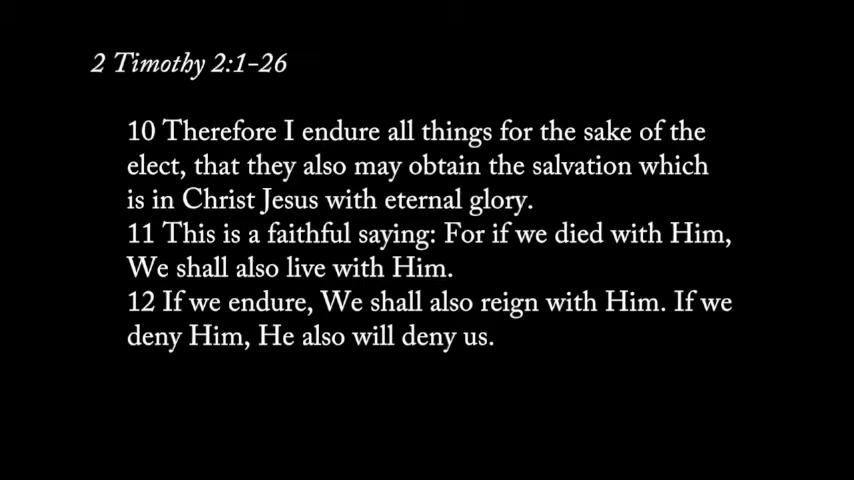 2 Timothy 2:1-26
10 Therefore I endure all things for the sake of the
elect, that they also may obtain the salvation which
is in Christ Jesus with eternal glory.
11 This is a faithful saying: For if we died with Him,
We shall also live with Him.
12 If we endure, We shall also reign with Him. If we
deny Him, He also will deny us.